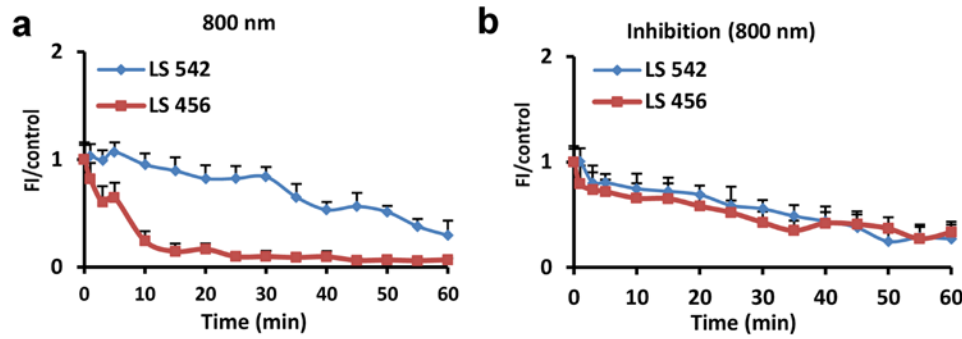 a
800 nm
2
LS 542
LS 456
FI/control
1
0
0 10 20 30 40 50 60
Time (min)
b
Inhibition (800 nm)
2
LS 542
LS 456
FI/control
1
0
0 10 20 30 40 50 60
Time (min)